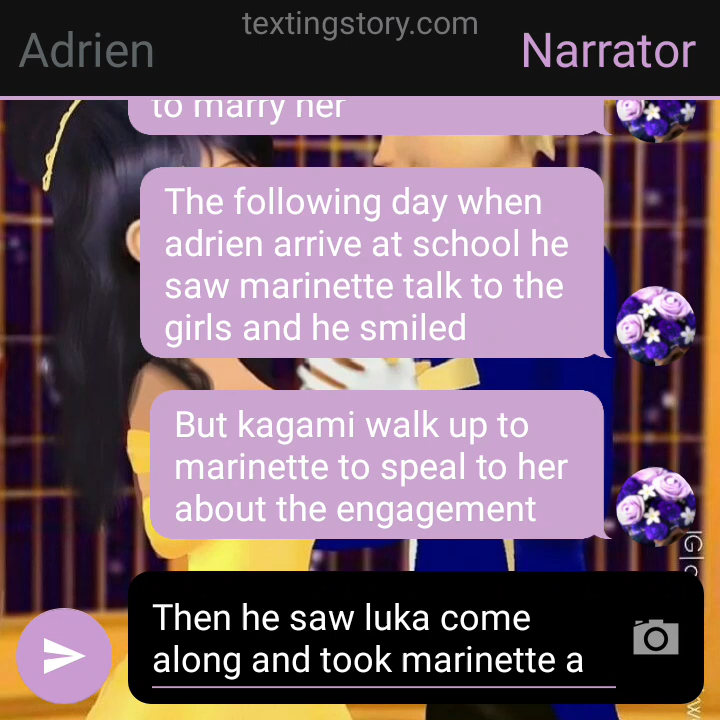 textingstory.com
Adrien
Narrator
to marry her
The following day when
adrien arrive at school he
saw marinette talk to the
girls and he smiled
But kagami walk up to
marinette to speal to her
about the engagement
Then he saw luka come
along and took marinette a